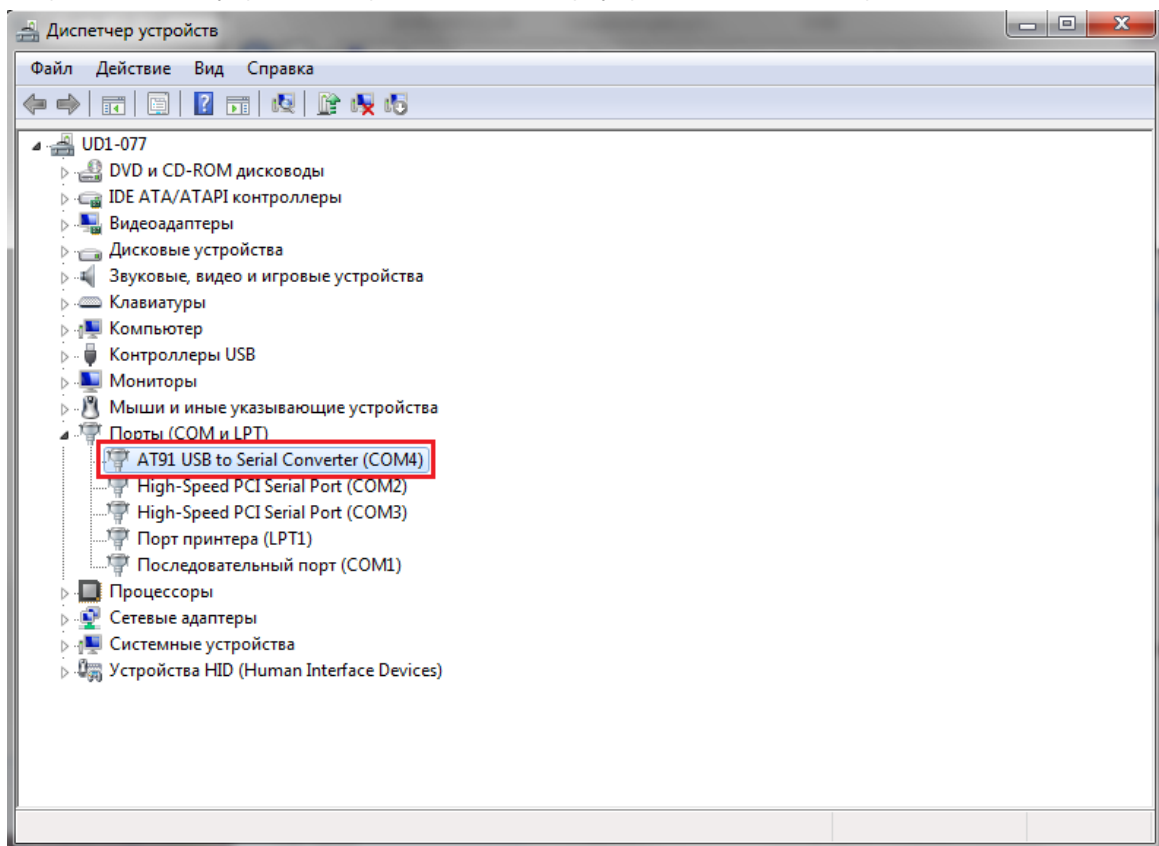 Диспетчер устройств
Файл Действие Вид Справка
UD1-077
DVD и CD-ROM дисководы
IDE ATA/ATAPI контроллеры
Видеоадаптеры
Дисковые устройства
Звуковые, видео и игровые устройства
Клавиатуры
Компьютер
Контроллеры USB
Мониторы
Мыши и иные указывающие устройства
Порты (COM и LPT)
AT91 USB to Serial Converter (COM4)
High-Speed PCI Serial Port (COM2)
High-Speed PCI Serial Port (COM3)
Порт принтера (LPT1)
Последовательный порт (COM1)
Процессоры
Сетевые адаптеры
Системные устройства
Устройства HID (Human Interface Devices)